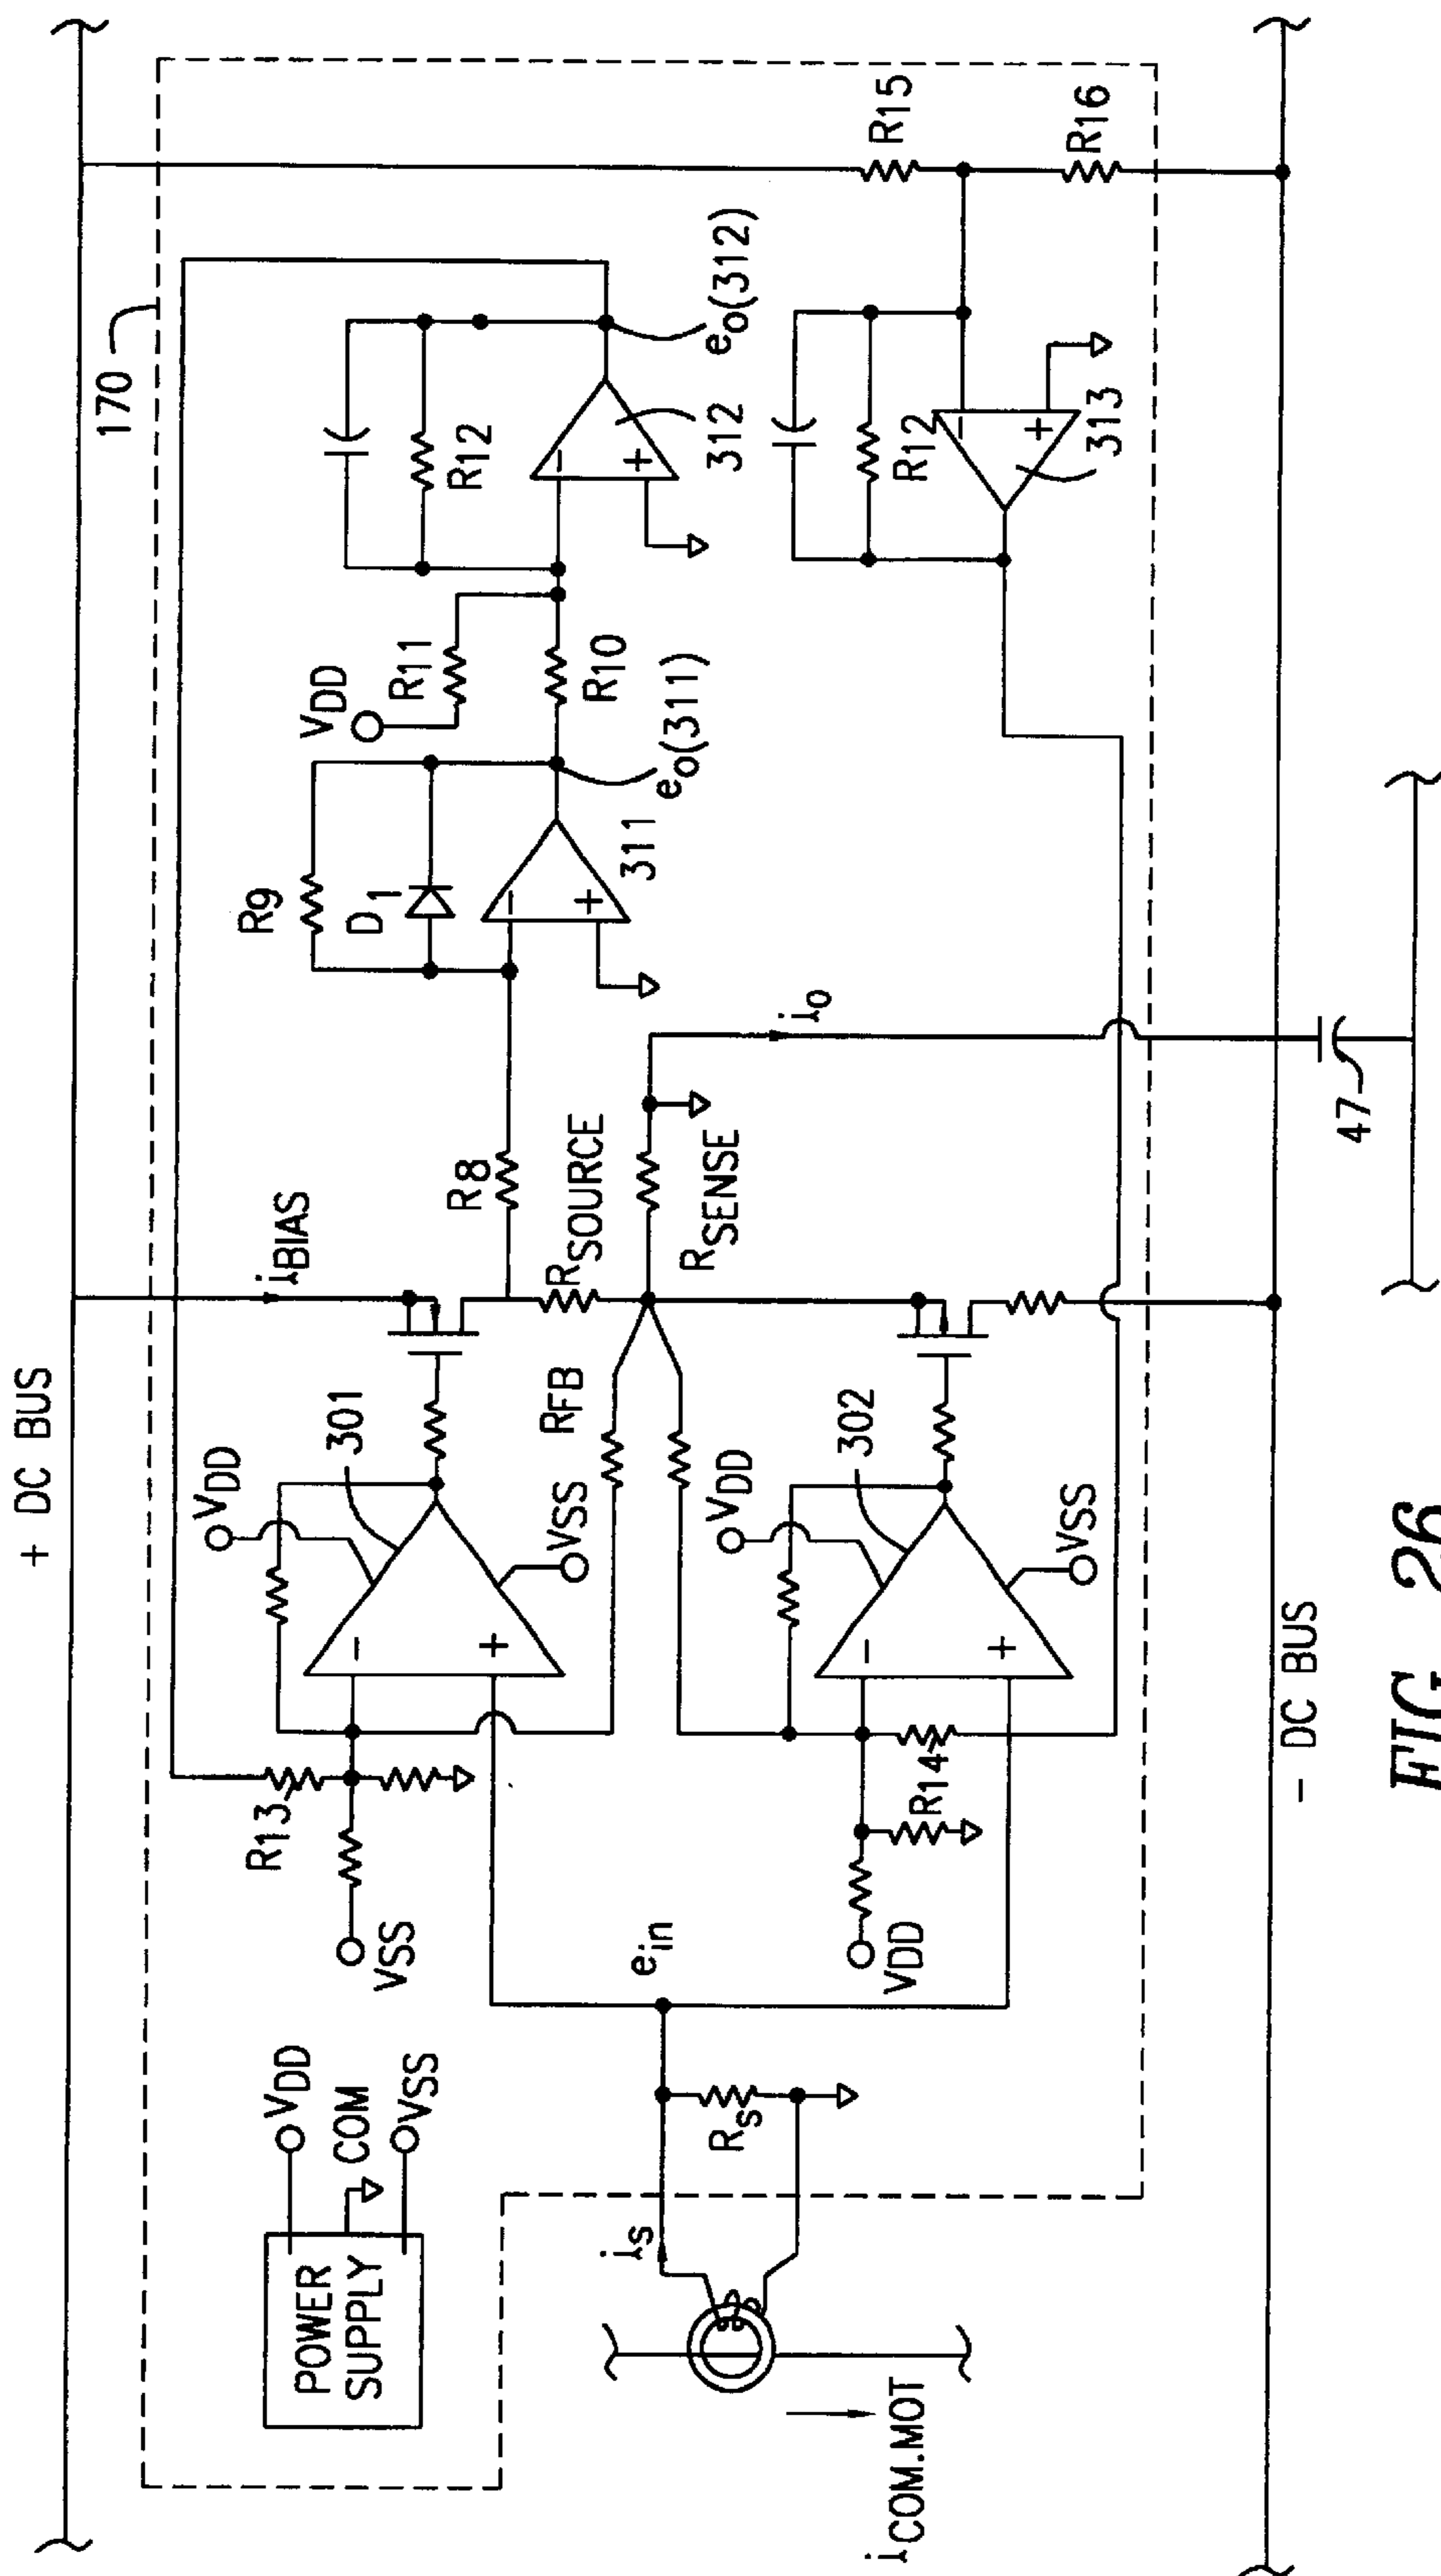 + DC BUS
170
POWER
SUPPLY
VDD
COM
VSS
R13
VSS
VDD
301
VSS
iBIAS
R9
D1
R8
311
eo(311)
VDD
R11
R10
R12
312
eo(312)
RFB
RSOURCE
RSENSE
io
iCOM.MOT
is
Rs
ein
VDD
R14
VDD
302
VSS
R12
313
R15
R16
47
- DC BUS
FIG. 26